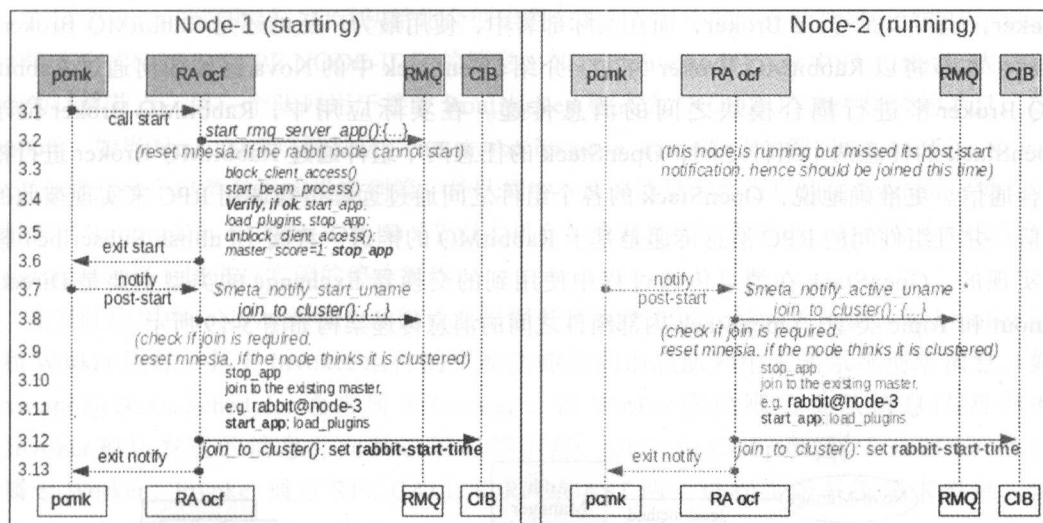 Node-1 (starting)
pcmk RA ocf RMQ CIB
3.1
call start
3.2
start_rmq_server_app():{...}
(reset mnesia, if the rabbit node cannot start)
3.3
block_client_access()
start_beam_process()
3.4
Verify, if ok: start_app;
load_plugins, stop_app;
3.5
unblock_client_access();
master_score=1; stop_app
exit start
3.6
notify
3.7
post-start
$meta_notify_start_uname
join_to_cluster(): {...}
3.8
(check if join is required,
3.9
reset mnesia, if the node thinks it is clustered)
stop_app
3.10
join to the existing master,
e.g. rabbit@node-3
3.11
start_app; load_plugins
3.12
join_to_cluster(): set rabbit-start-time
exit notify
3.13
pcmk RA ocf RMQ CIB
Node-2 (running)
pcmk RA ocf RMQ CIB
(this node is running but missed its post-start
notification, hence should be joined this time)
notify
post-start
$meta_notify_active_uname
join_to_cluster(): {...}
(check if join is required,
reset mnesia, if the node thinks it is clustered)
stop_app
join to the existing master,
e.g. rabbit@node-3
start_app; load_plugins
join_to_cluster(): set rabbit-start-time
exit notify
pcmk RA ocf RMQ CIB